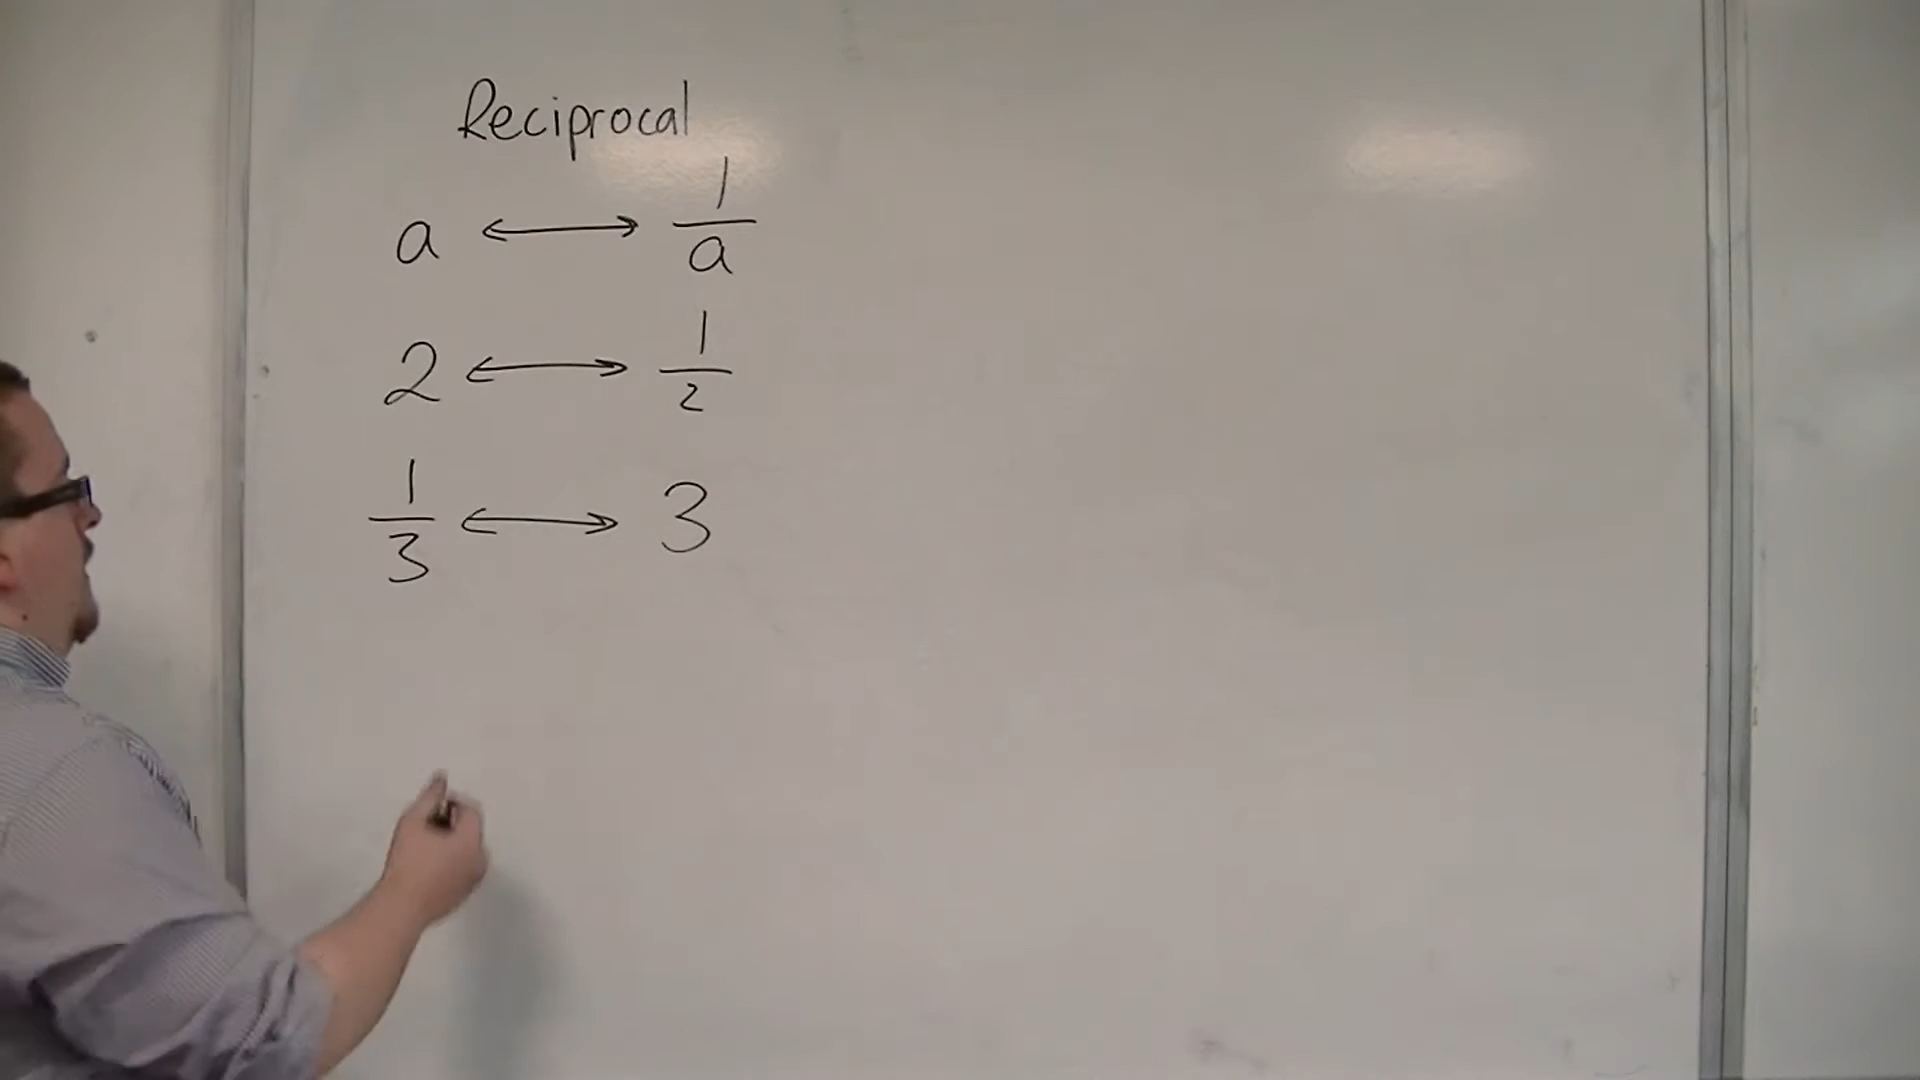 Reciprocal
a ↔ 1/a
2 ↔ 1/2
1/3 ↔ 3